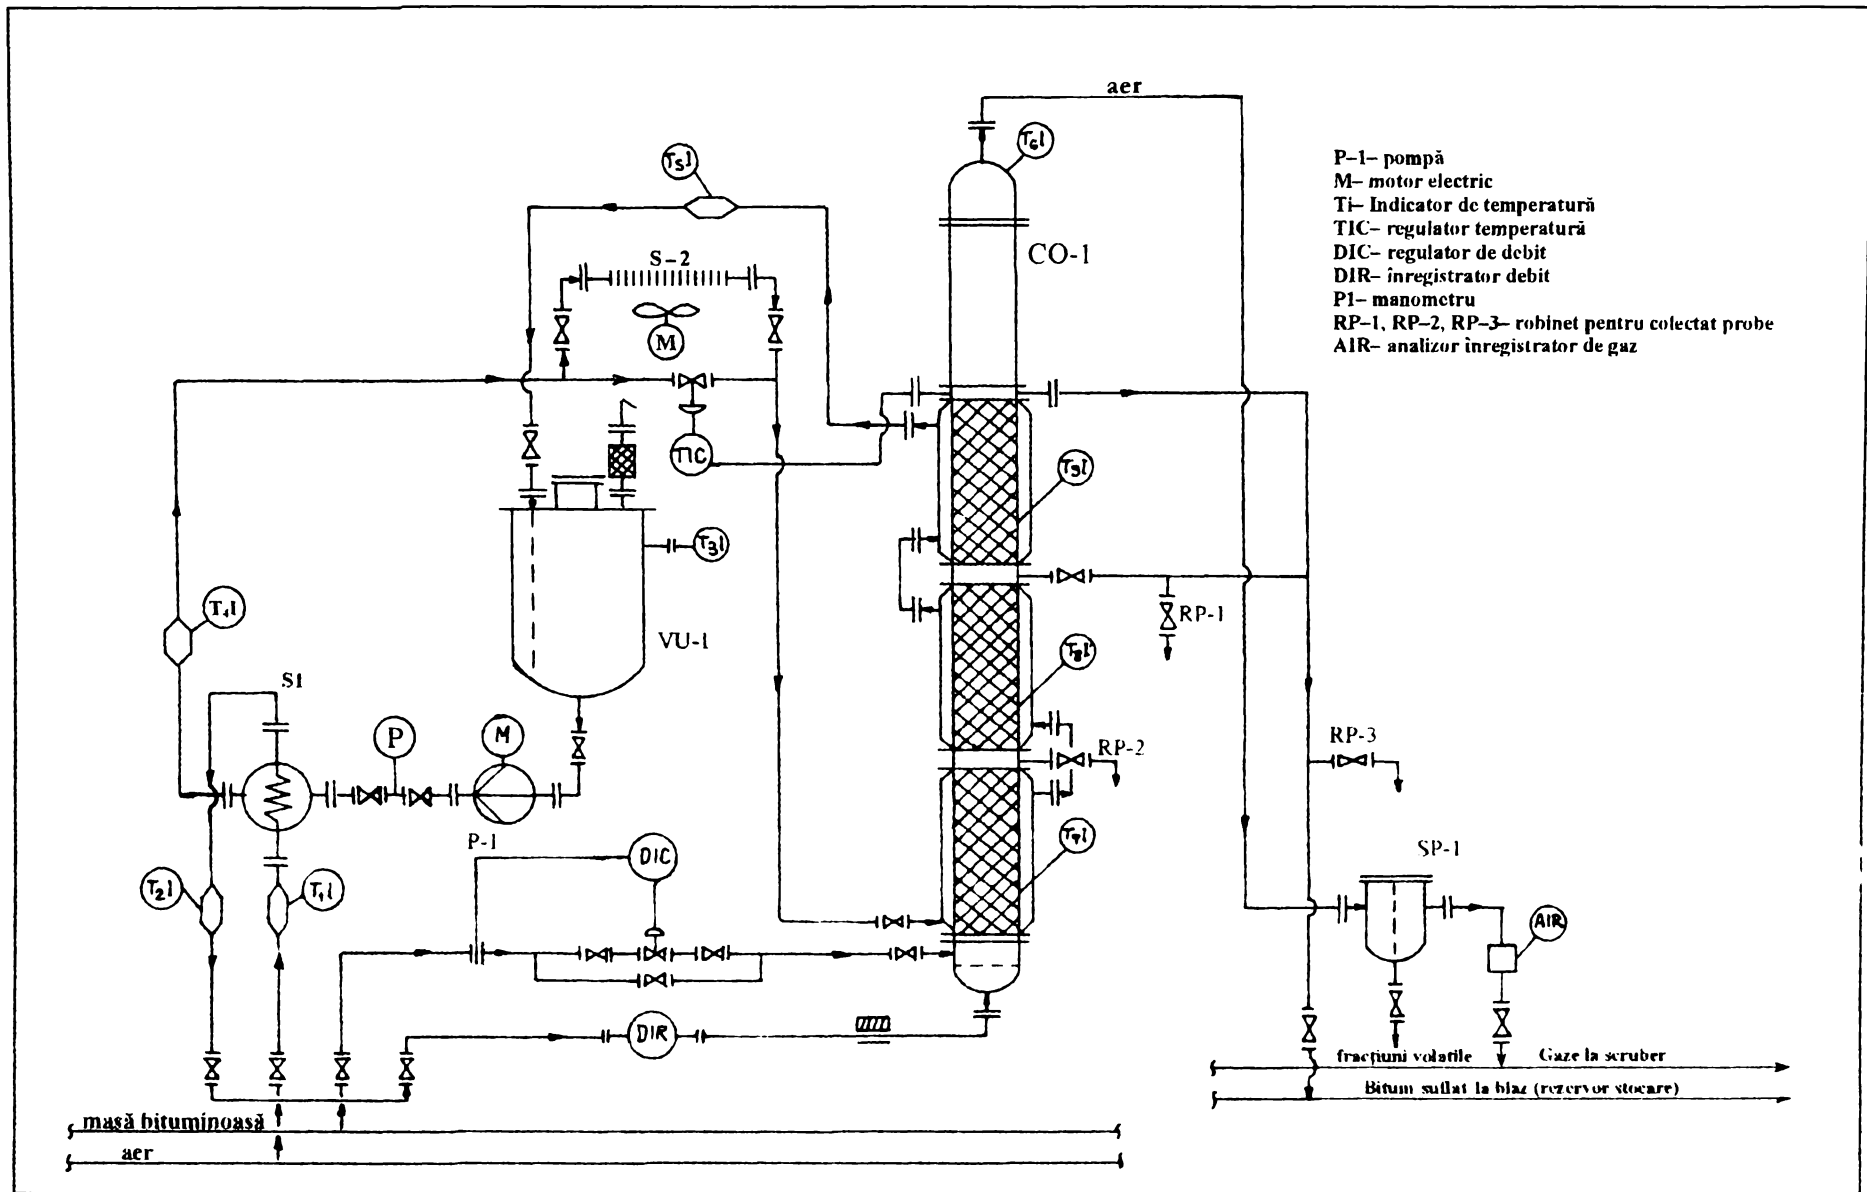 aer
T6I
T5I
P-1- pompă
M- motor electric
Ti- Indicator de temperatură
TIC- regulator temperatură
DIC- regulator de debit
DIR- înregistrator debit
P1- manometru
RP-1, RP-2, RP-3- robinet pentru colectat probe
AIR- analizor înregistrator de gaz
CO-1
S-2
M
TIC
T9I
T3I
T4I
RP-1
VU-1
T8I
S1
P
M
RP-2
RP-3
P-1
DIC
SP-1
T2I
T1I
T7I
AIR
DIR
fracțiuni volatile
Gaze la scruber
Bitum suflat la blaz (rezervor stocare)
masă bituminoasă
aer